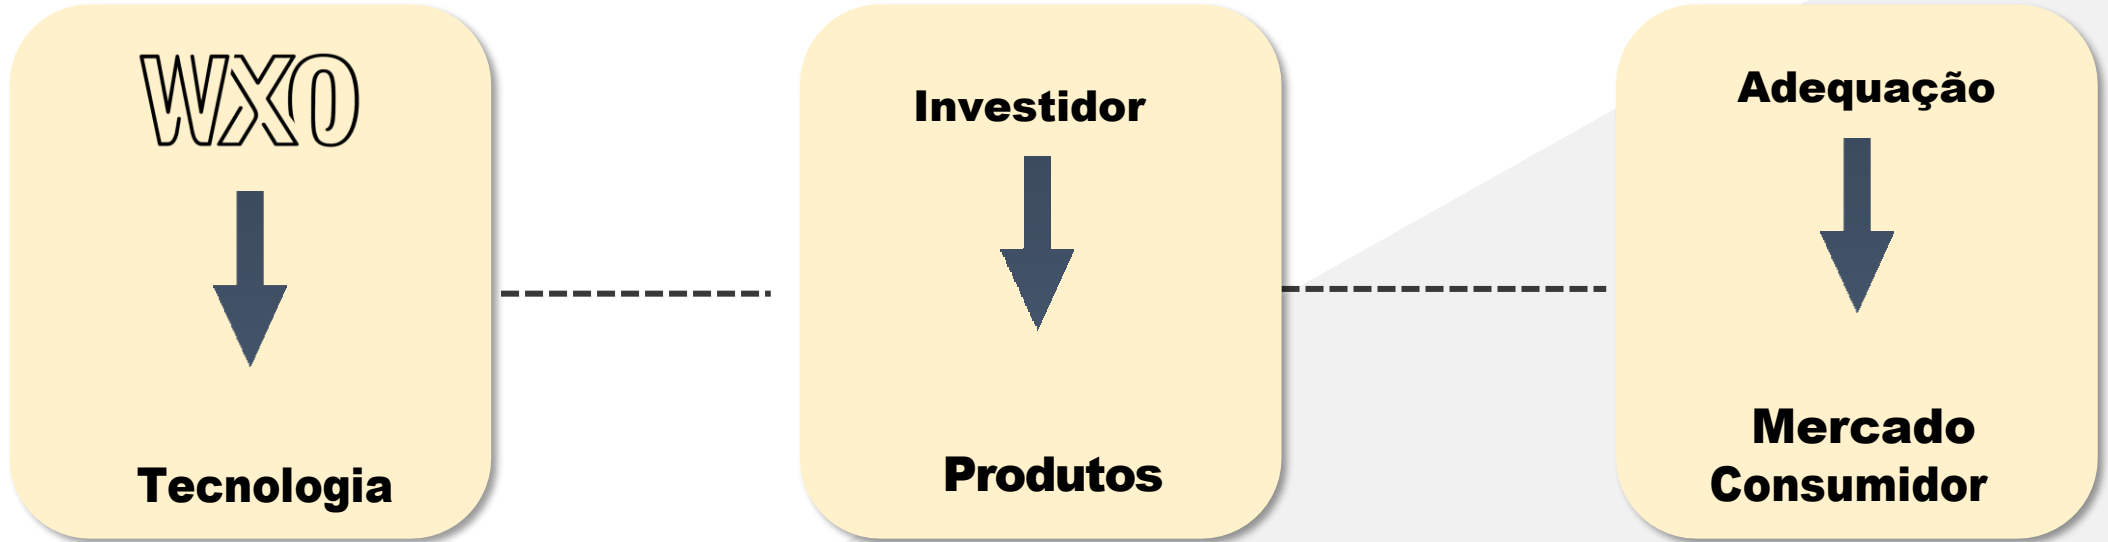 WXO
Tecnologia
Investidor
Produtos
Adequação
Mercado
Consumidor